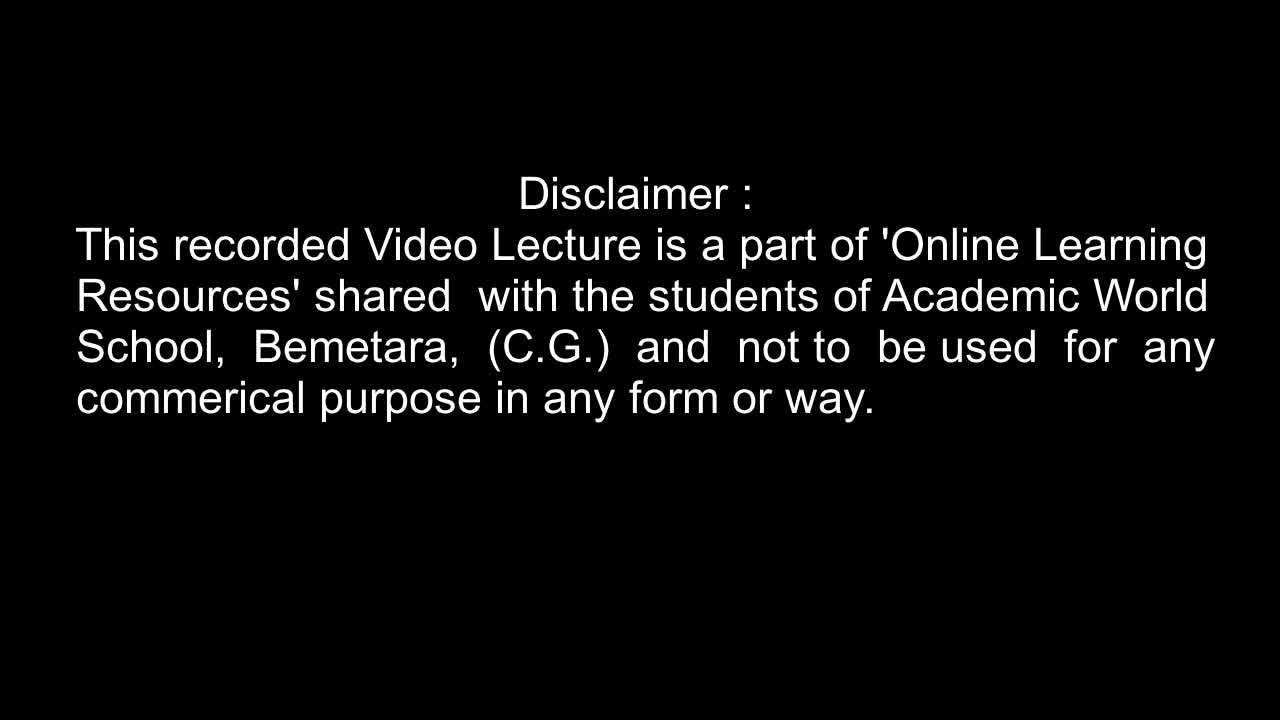 Disclaimer :
This recorded Video Lecture is a part of 'Online Learning
Resources' shared  with the students of Academic World
School,  Bemetara,  (C.G.)  and  not to  be used  for  any
commerical purpose in any form or way.